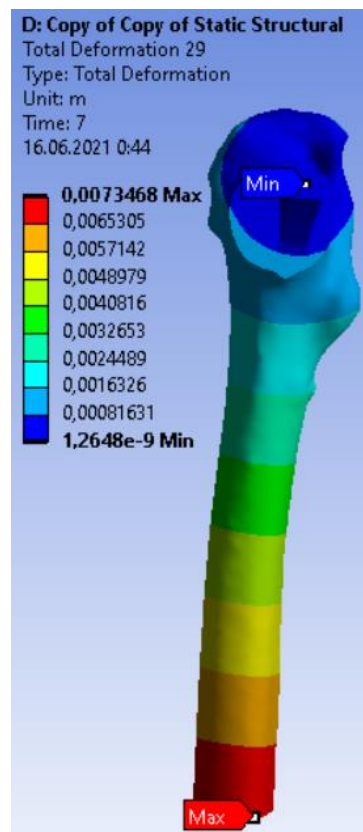 D: Copy of Copy of Static Structural
Total Deformation 29
Type: Total Deformation
Unit: m
Time: 7
16.06.2021 0:44
0,0073468 Max
0,0065305
0,0057142
0,0048979
0,0040816
0,0032653
0,0024489
0,0016326
0,00081631
1,2648e-9 Min
Min
Max